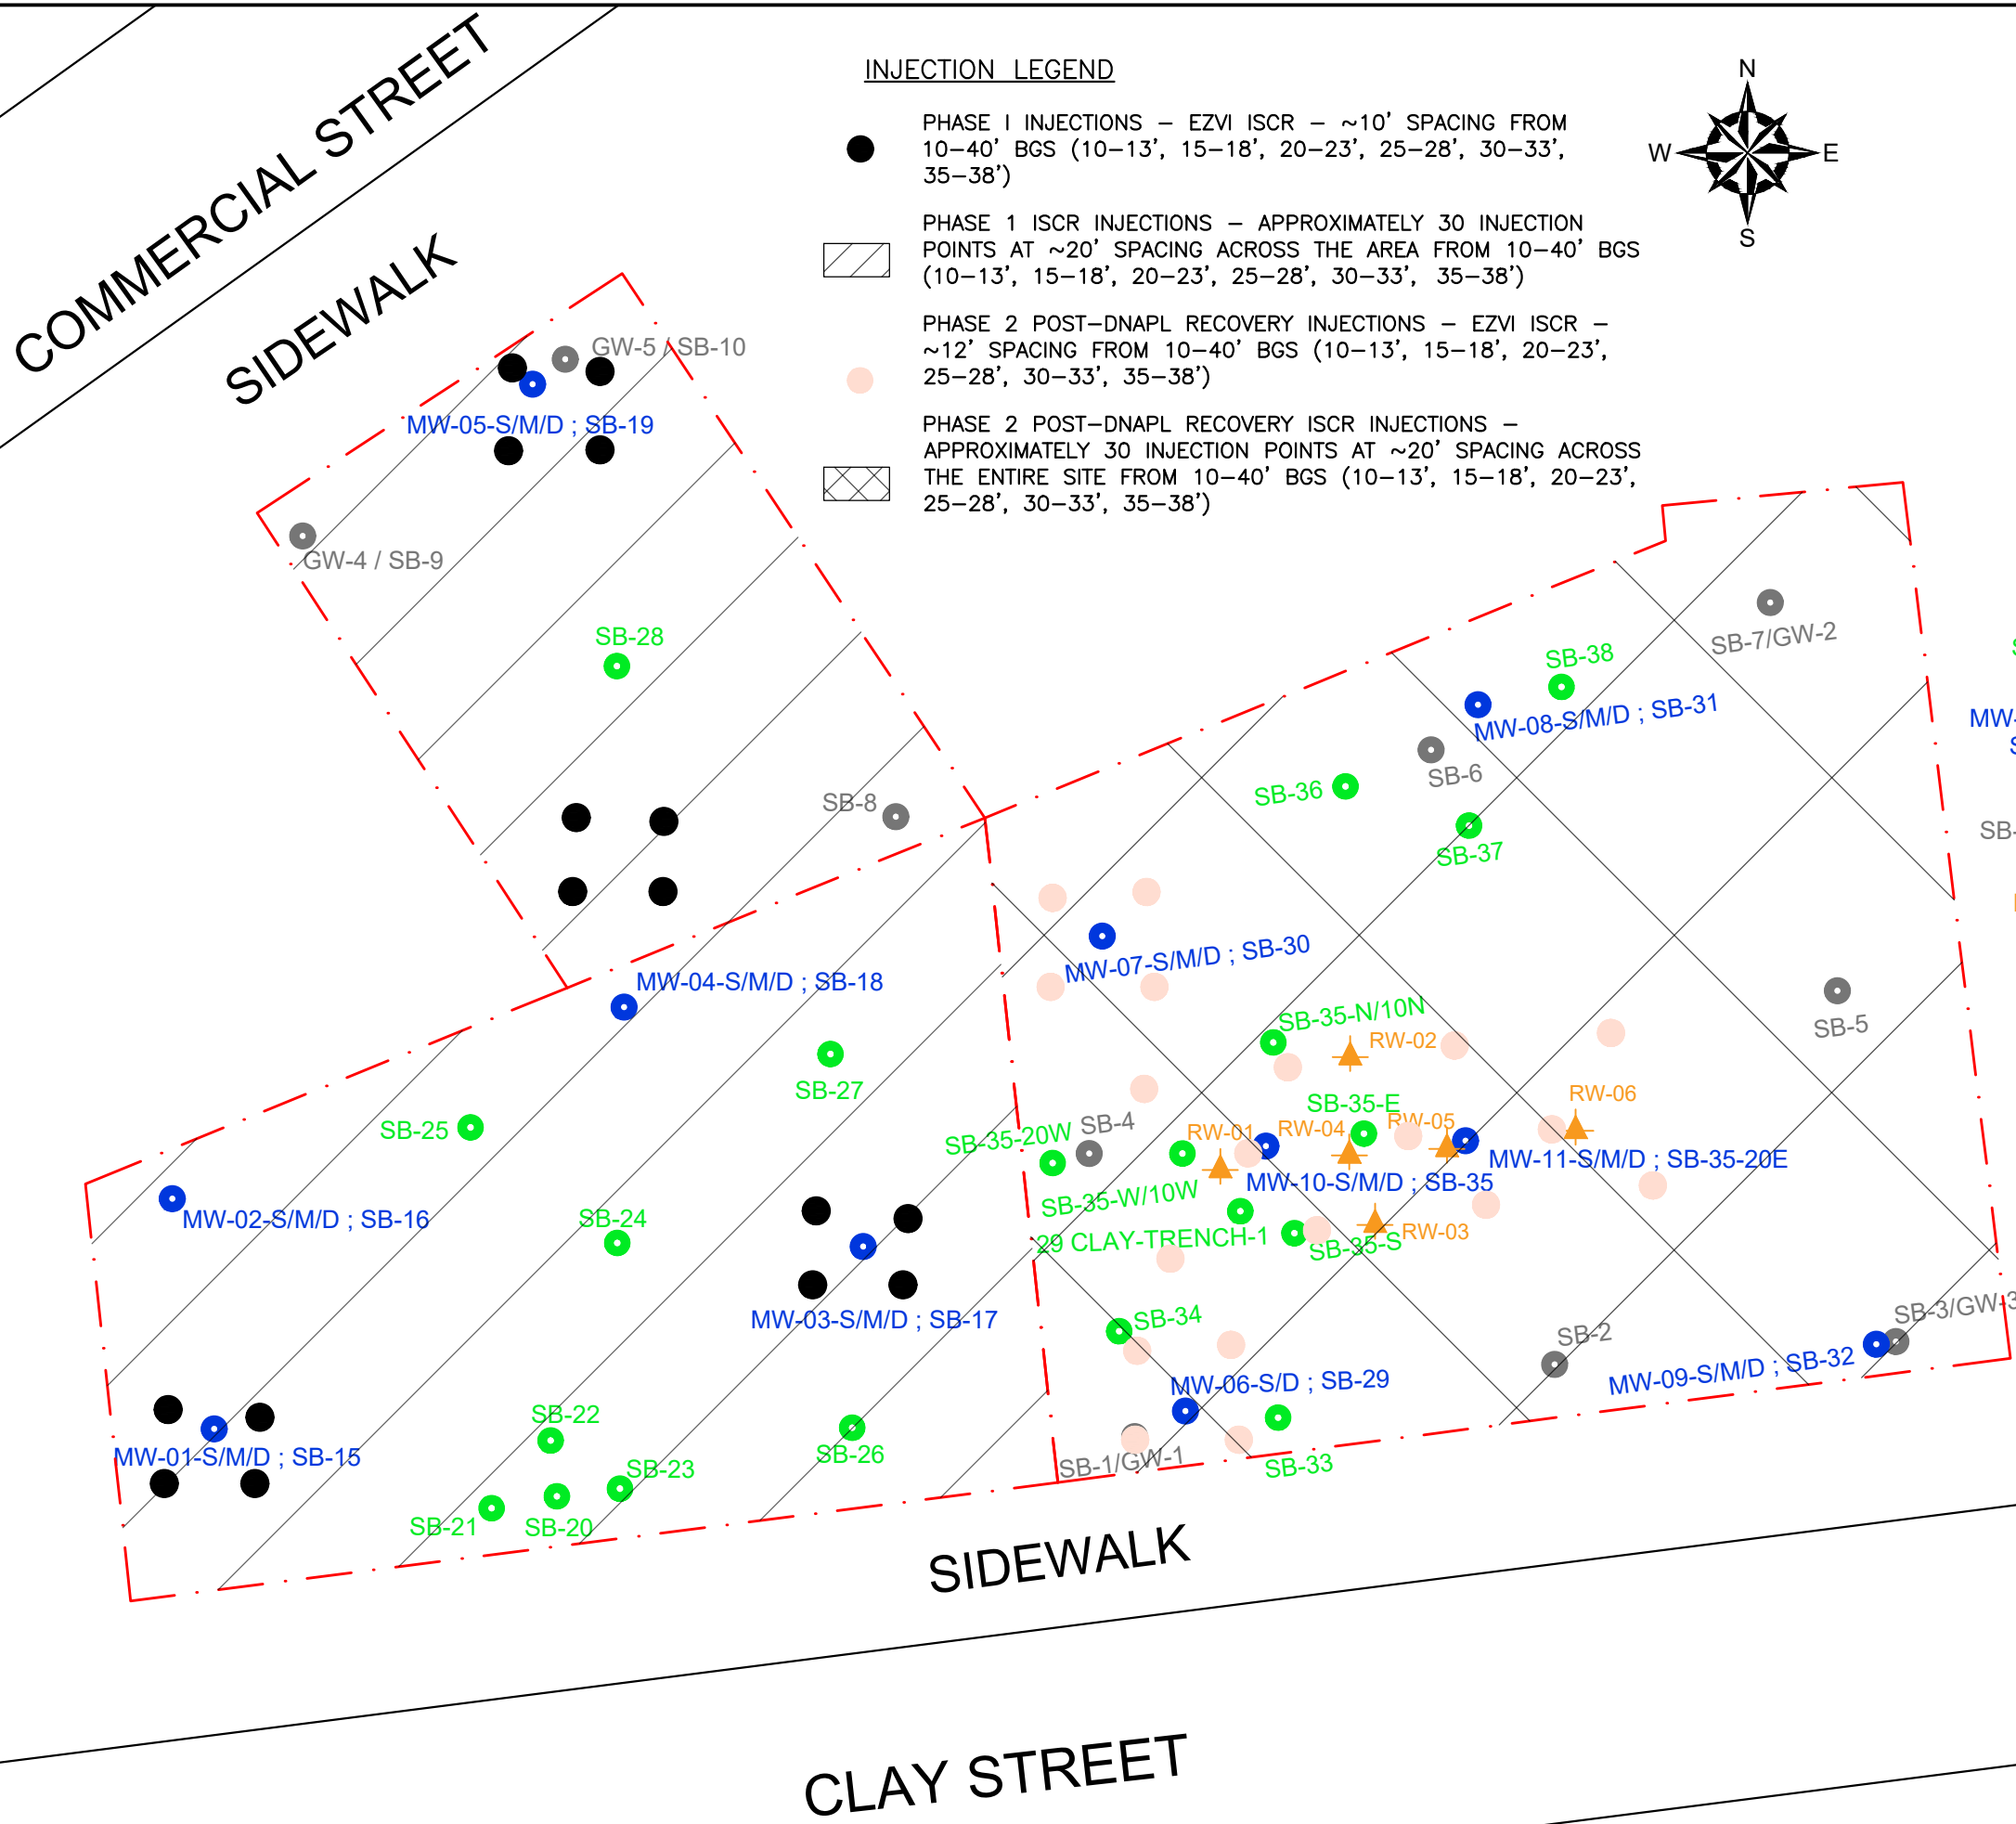 COMMERCIAL STREET
SIDEWALK
INJECTION LEGEND
PHASE I INJECTIONS – EZVI ISCR – ~10' SPACING FROM
10–40' BGS (10–13', 15–18', 20–23', 25–28', 30–33',
35–38')
PHASE 1 ISCR INJECTIONS – APPROXIMATELY 30 INJECTION
POINTS AT ~20' SPACING ACROSS THE AREA FROM 10–40' BGS
(10–13', 15–18', 20–23', 25–28', 30–33', 35–38')
PHASE 2 POST–DNAPL RECOVERY INJECTIONS – EZVI ISCR –
~12' SPACING FROM 10–40' BGS (10–13', 15–18', 20–23',
25–28', 30–33', 35–38')
PHASE 2 POST–DNAPL RECOVERY ISCR INJECTIONS –
APPROXIMATELY 30 INJECTION POINTS AT ~20' SPACING ACROSS
THE ENTIRE SITE FROM 10–40' BGS (10–13', 15–18', 20–23',
25–28', 30–33', 35–38')
N
W
E
S
GW-5 / SB-10
MW-05-S/M/D ; SB-19
GW-4 / SB-9
SB-28
SB-8
SB-7/GW-2
SB-38
MW-08-S/M/D ; SB-31
MW-
SB-6
SB-36
SB-37
SB-
MW-07-S/M/D ; SB-30
MW-04-S/M/D ; SB-18
SB-35-N/10N
RW-02
SB-5
SB-27
SB-25
SB-35-E
RW-06
SB-35-20W
SB-4
RW-01
RW-04
RW-05
MW-11-S/M/D ; SB-35-20E
MW-10-S/M/D ; SB-35
SB-35-W/10W
MW-02-S/M/D ; SB-16
SB-24
29 CLAY-TRENCH-1
SB-35-S
RW-03
MW-03-S/M/D ; SB-17
SB-34
SB-2
SB-3/GW-3
MW-09-S/M/D ; SB-32
MW-06-S/D ; SB-29
SB-22
MW-01-S/M/D ; SB-15
SB-26
SB-1/GW-1
SB-33
SB-23
SB-21
SB-20
SIDEWALK
CLAY STREET